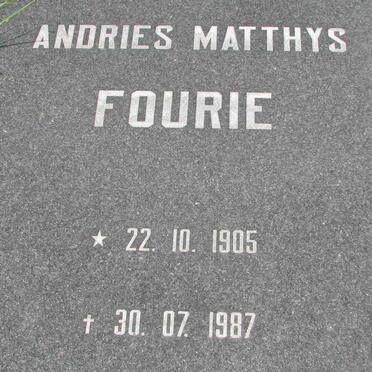 ANDRIES MATTHYS
FOURIE
★ 22. 10. 1905
✝ 30. 07. 1987